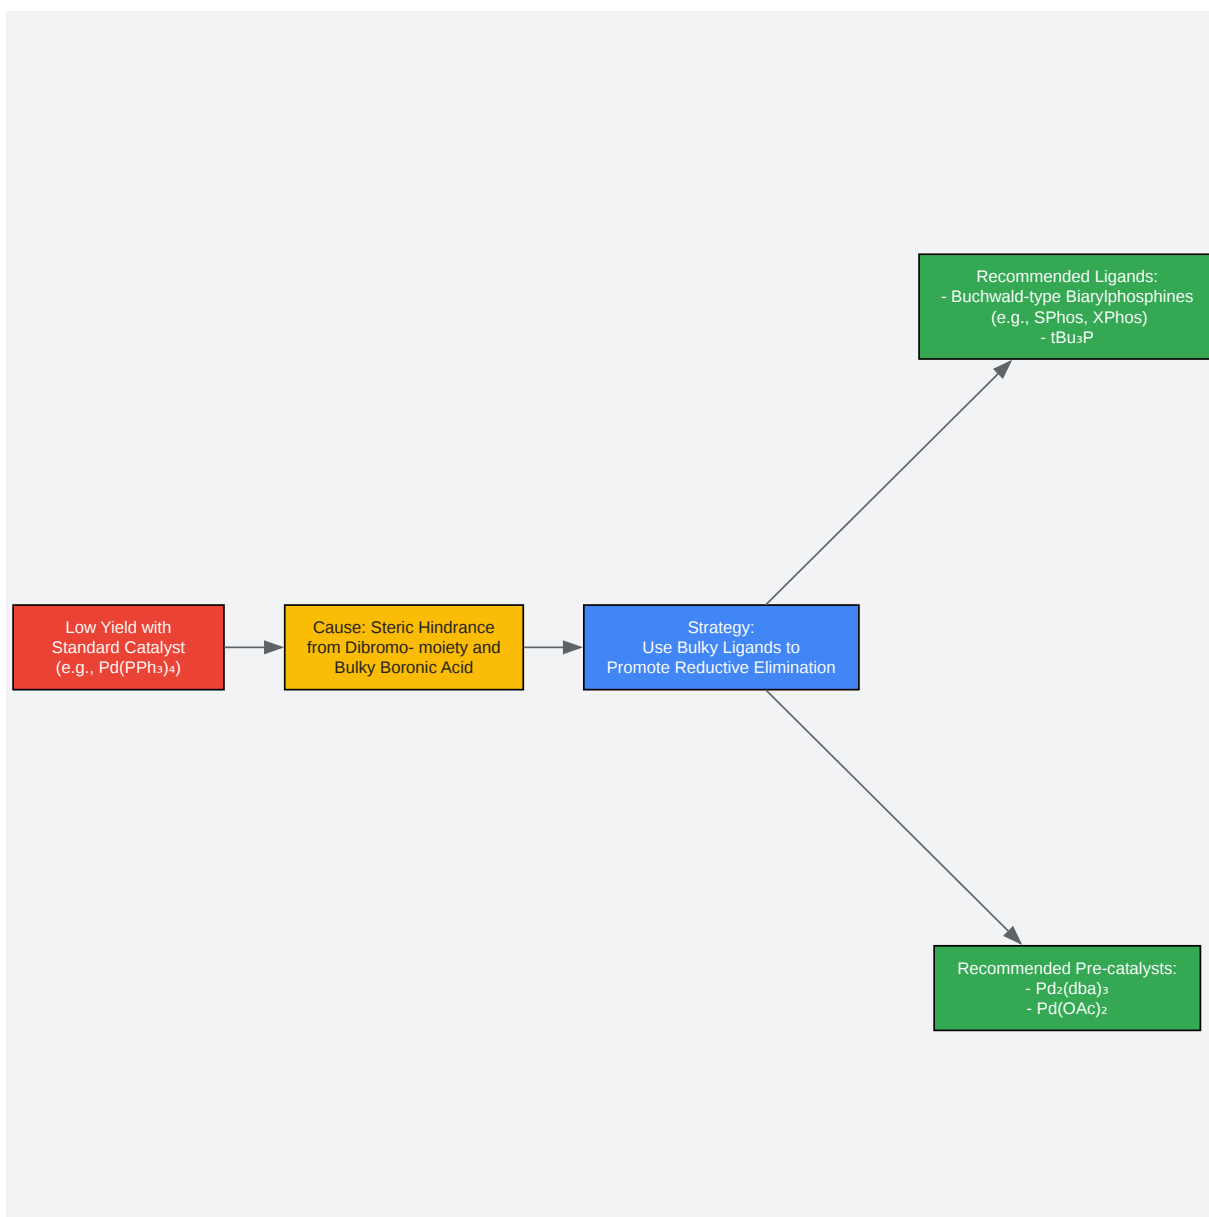 Low Yield with
Standard Catalyst
(e.g., Pd(PPh₃)₄)
Cause: Steric Hindrance
from Dibromo- moiety and
Bulky Boronic Acid
Strategy:
Use Bulky Ligands to
Promote Reductive Elimination
Recommended Ligands:
- Buchwald-type Biarylphosphines
(e.g., SPhos, XPhos)
- tBu₃P
Recommended Pre-catalysts:
- Pd₂(dba)₃
- Pd(OAc)₂